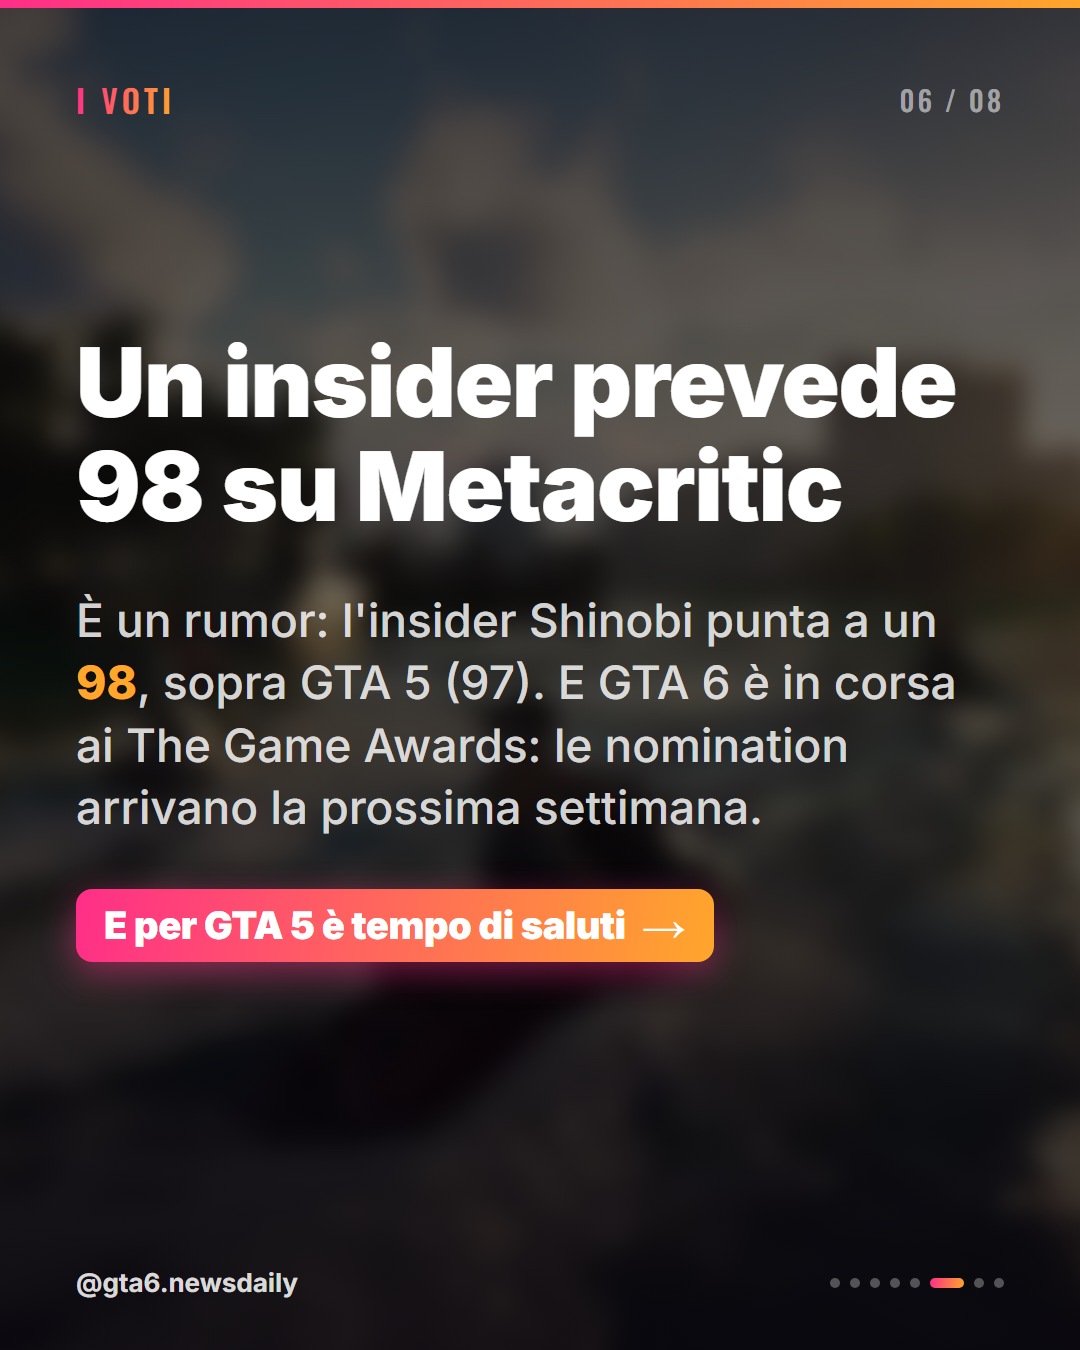 I VOTI
06 / 08
Un insider prevede
98 su Metacritic
È un rumor: l'insider Shinobi punta a un
98, sopra GTA 5 (97). E GTA 6 è in corsa
ai The Game Awards: le nomination
arrivano la prossima settimana.
E per GTA 5 è tempo di saluti →
@gta6.newsdaily